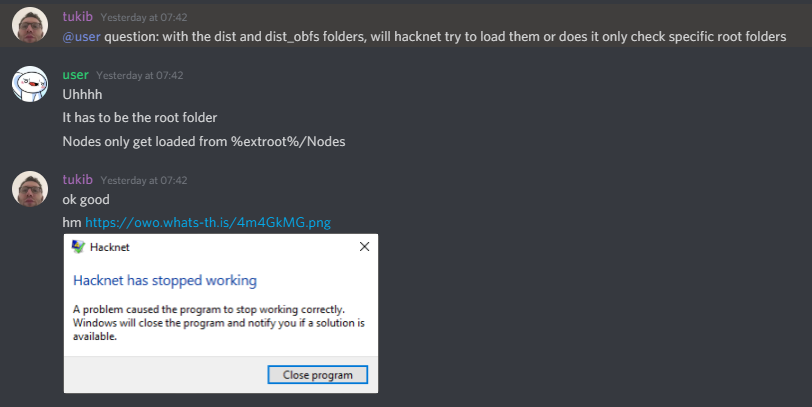 tukib Yesterday at 07:42
@user question: with the dist and dist_obfs folders, will hacknet try to load them or does it only check specific root folders
user Yesterday at 07:42
Uhhhh
It has to be the root folder
Nodes only get loaded from %extroot%/Nodes
tukib Yesterday at 07:42
ok good
hm https://owo.whats-th.is/4m4GkMG.png
Hacknet
Hacknet has stopped working
A problem caused the program to stop working correctly.
Windows will close the program and notify you if a solution is
available.
Close program